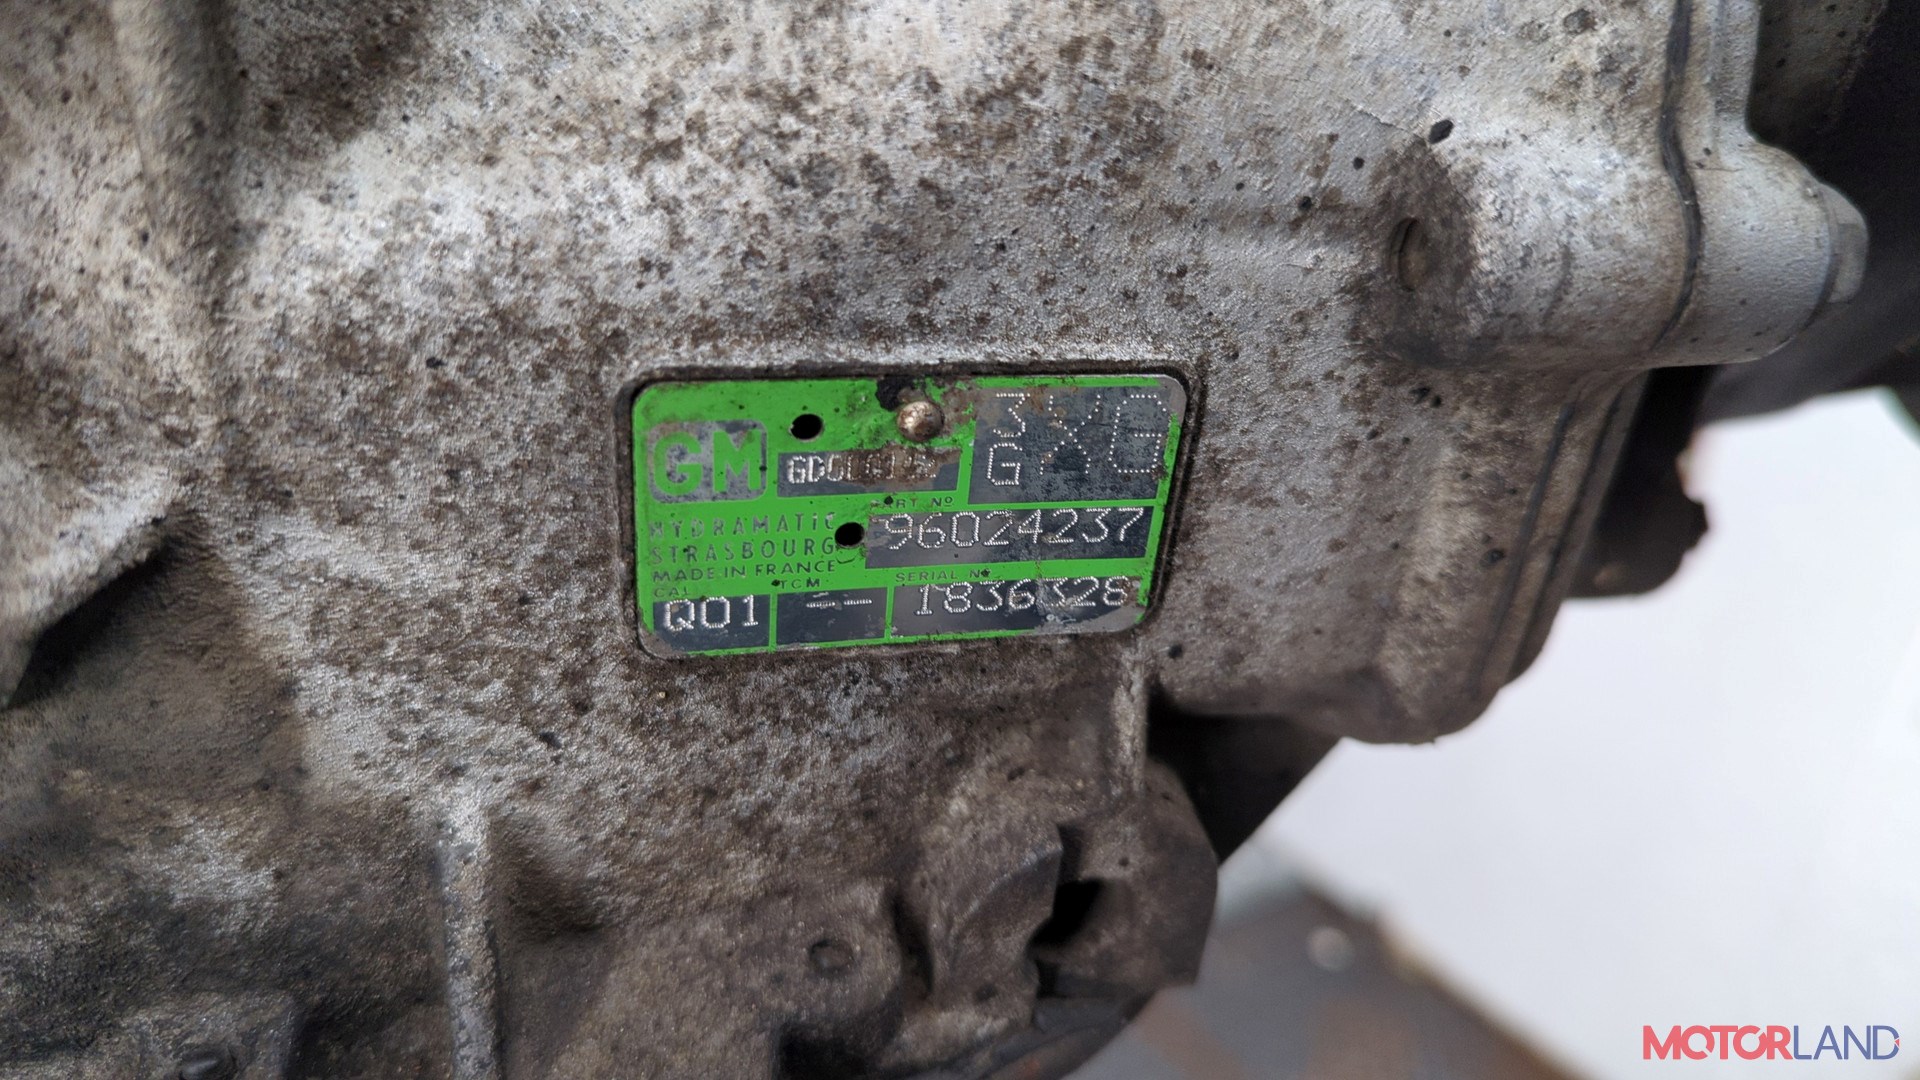 GM
3
G
PART Nº
HYDRAMATIC
96024237
STRASBOURG
MADE IN FRANCE
CAL
TCM
SERIAL Nº
Q01
---
1836328
MOTORLAND